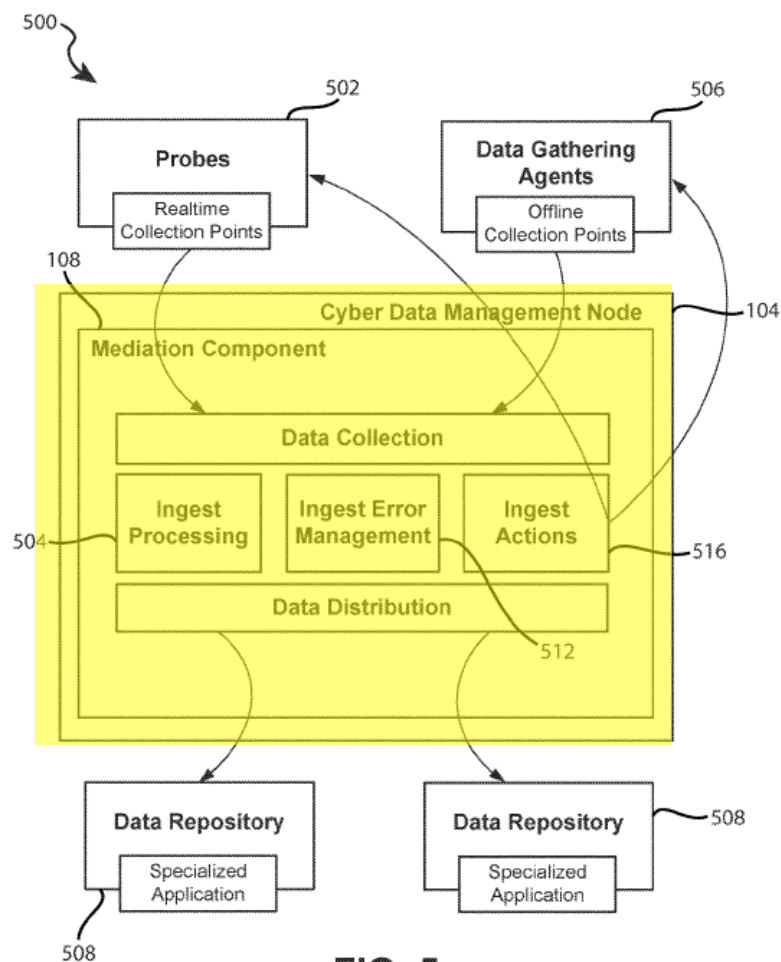 500
502
506
Probes
Data Gathering
Agents
Realtime
Collection Points
Offline
Collection Points
108
Cyber Data Management Node
104
Mediation Component
Data Collection
Ingest
Processing
Ingest Error
Management
Ingest
Actions
504
516
Data Distribution
512
Data Repository
Data Repository
508
Specialized
Application
Specialized
Application
508